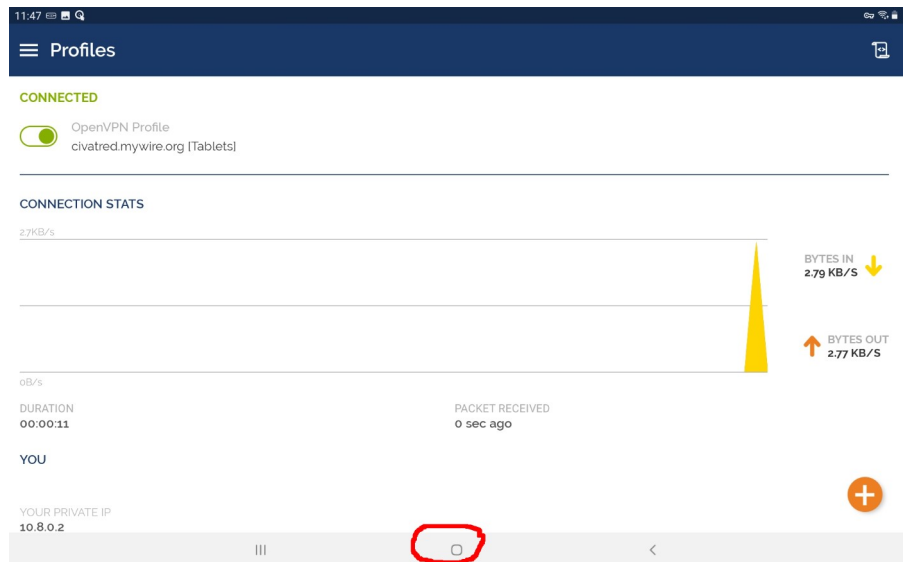 11:47
Profiles
CONNECTED
OpenVPN Profile
civatred.mywire.org [Tablets]
CONNECTION STATS
2.7KB/s
BYTES IN
2.79 KB/S
BYTES OUT
2.77 KB/S
0B/s
DURATION
00:00:11
PACKET RECEIVED
0 sec ago
YOU
YOUR PRIVATE IP
10.8.0.2